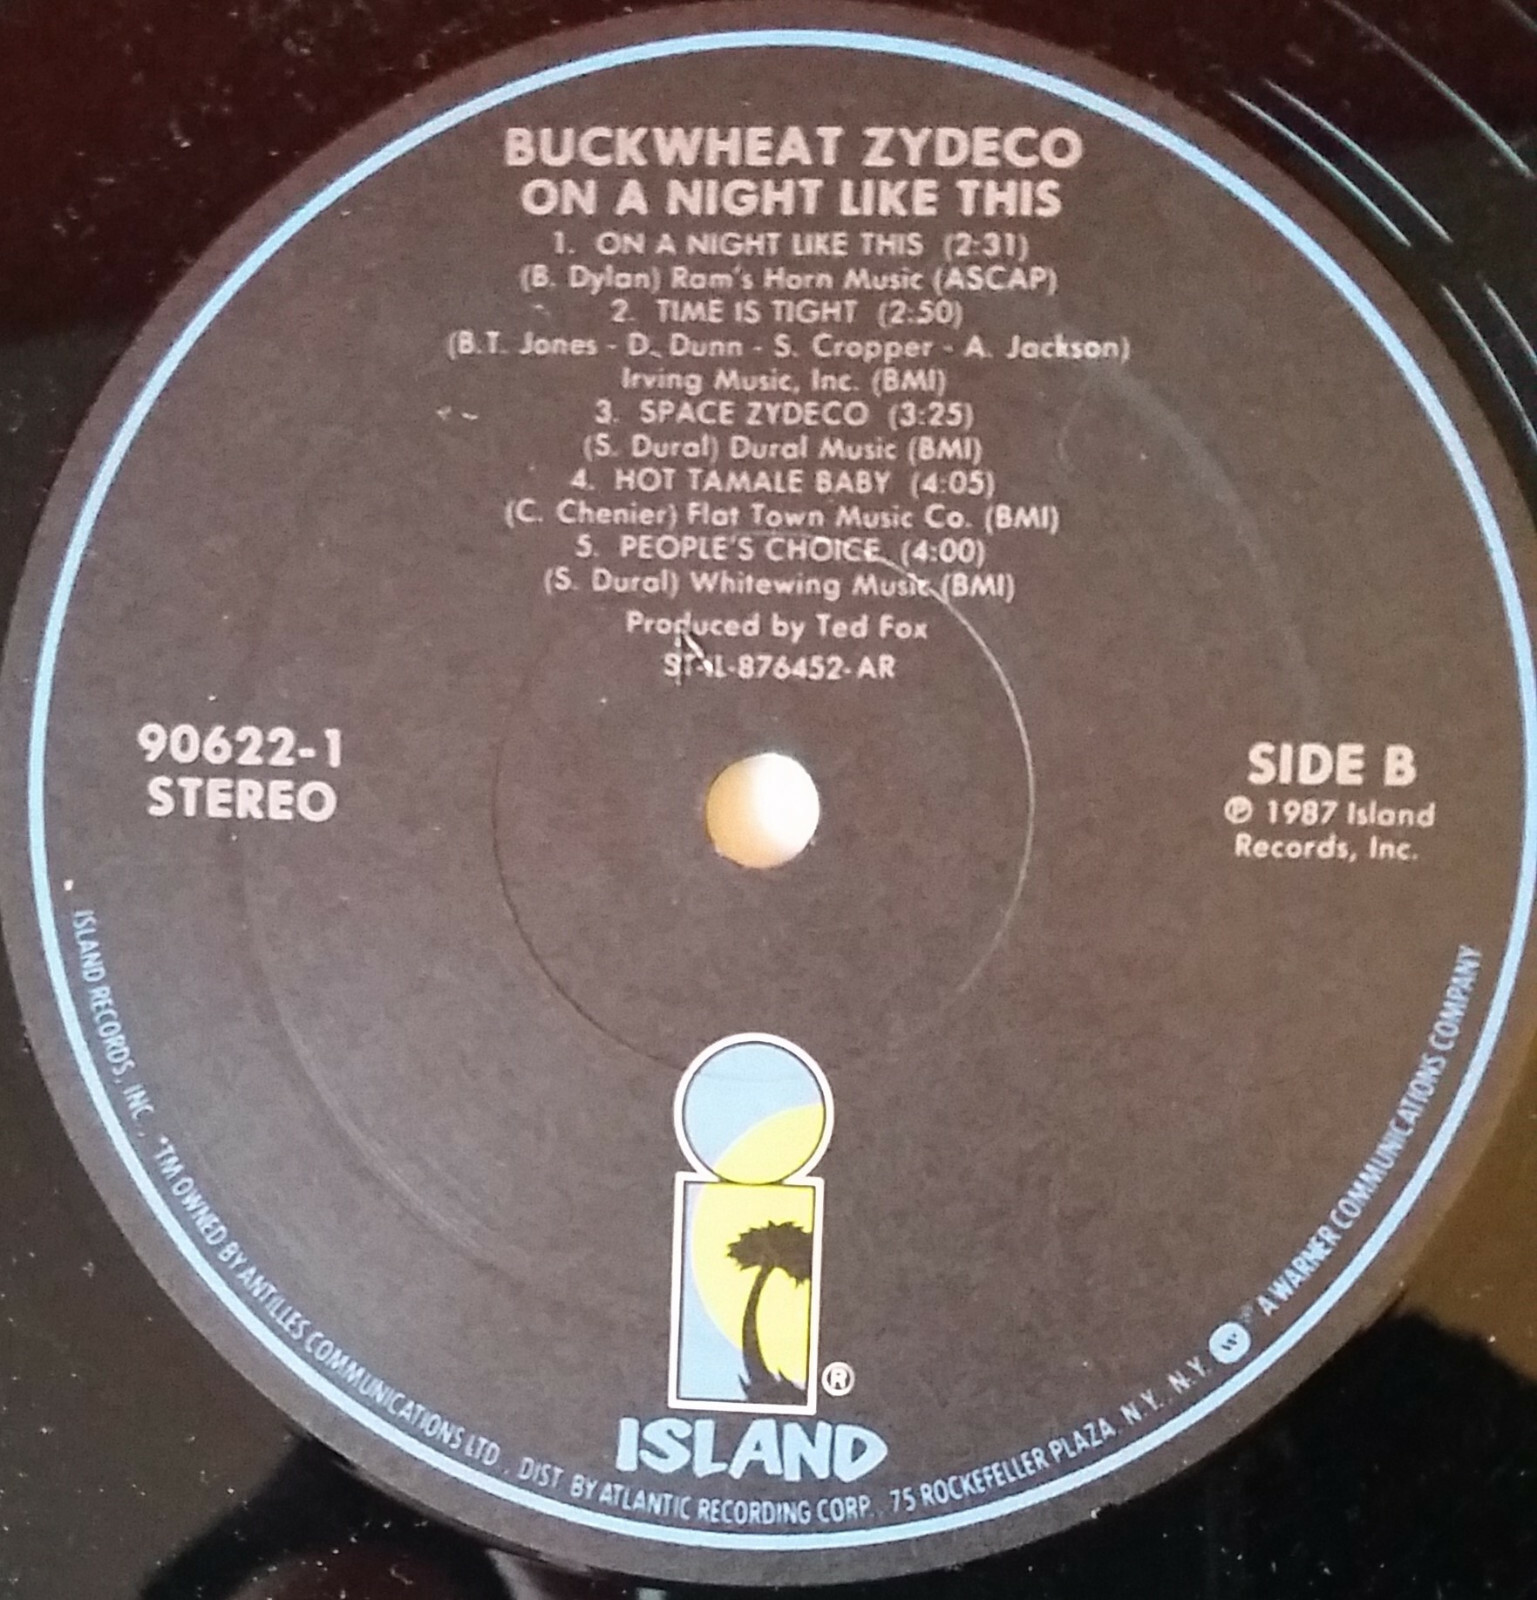 BUCKWHEAT ZYDECO
ON A NIGHT LIKE THIS
1. ON A NIGHT LIKE THIS (2:31)
(B. Dylan) Ram's Horn Music (ASCAP)
2. TIME IS TIGHT (2:50)
(B.T. Jones - D. Dunn - S. Cropper - A. Jackson)
Irving Music, Inc. (BMI)
3. SPACE ZYDECO (3:25)
(S. Dural) Dural Music (BMI)
4. HOT TAMALE BABY (4:05)
(C. Chenier) Flat Town Music Co. (BMI)
5. PEOPLE'S CHOICE (4:00)
(S. Dural) Whitewing Music (BMI)
Produced by Ted Fox
ST-IL-876452-AR
90622-1
STEREO
SIDE B
℗ 1987 Island
Records, Inc.
®
ISLAND
ISLAND RECORDS, INC., *TM OWNED BY ANTILLES COMMUNICATIONS LTD., DIST. BY ATLANTIC RECORDING CORP., 75 ROCKEFELLER PLAZA, N.Y., N.Y. W A WARNER COMMUNICATIONS COMPANY